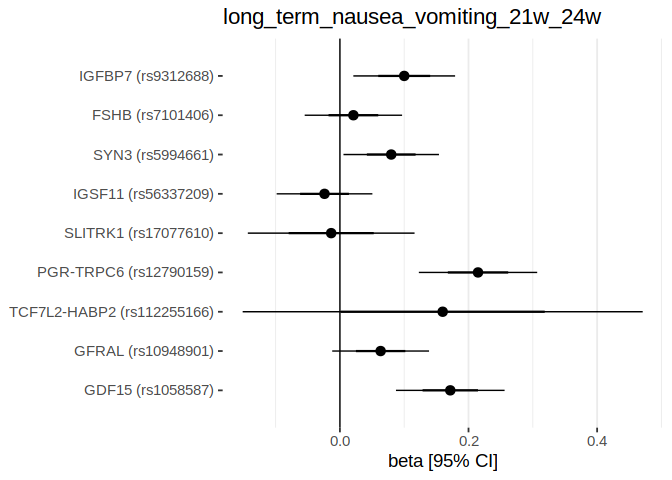 long_term_nausea_vomiting_21w_24w
IGFBP7 (rs9312688)
FSHB (rs7101406)
SYN3 (rs5994661)
IGSF11 (rs56337209)
SLITRK1 (rs17077610)
PGR-TRPC6 (rs12790159)
TCF7L2-HABP2 (rs112255166)
GFRAL (rs10948901)
GDF15 (rs1058587)
0.0 0.2 0.4
beta [95% CI]